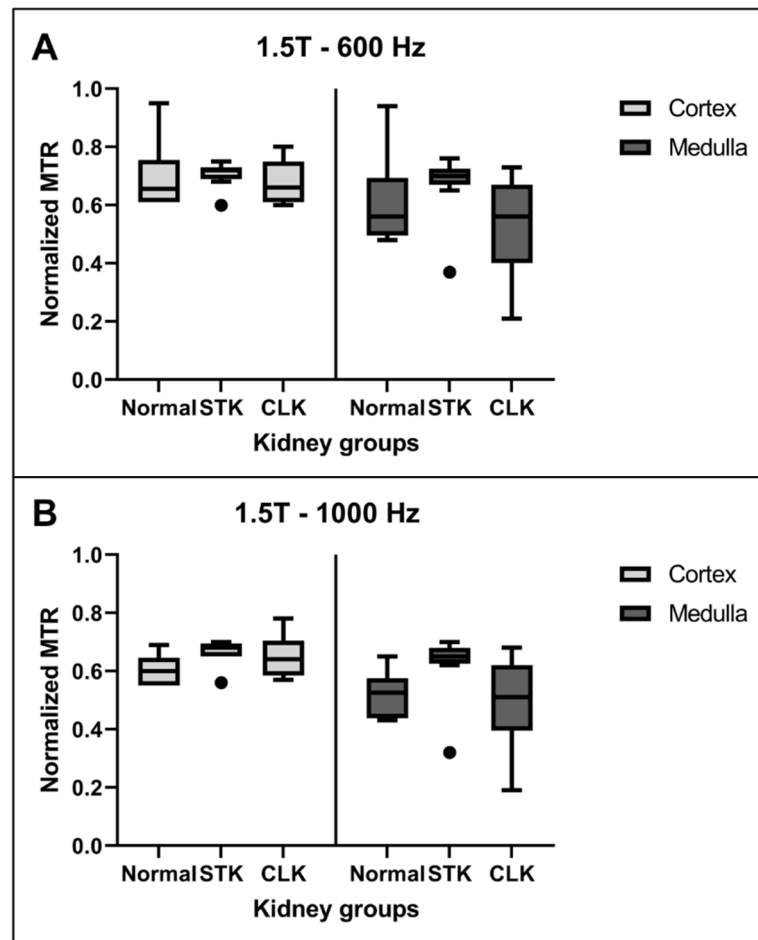 A
1.5T - 600 Hz
Normalized MTR
1.0
0.8
0.6
0.4
0.2
0.0
Normal STK CLK Normal STK CLK
Kidney groups
Cortex
Medulla
B
1.5T - 1000 Hz
Normalized MTR
1.0
0.8
0.6
0.4
0.2
0.0
Normal STK CLK Normal STK CLK
Kidney groups
Cortex
Medulla